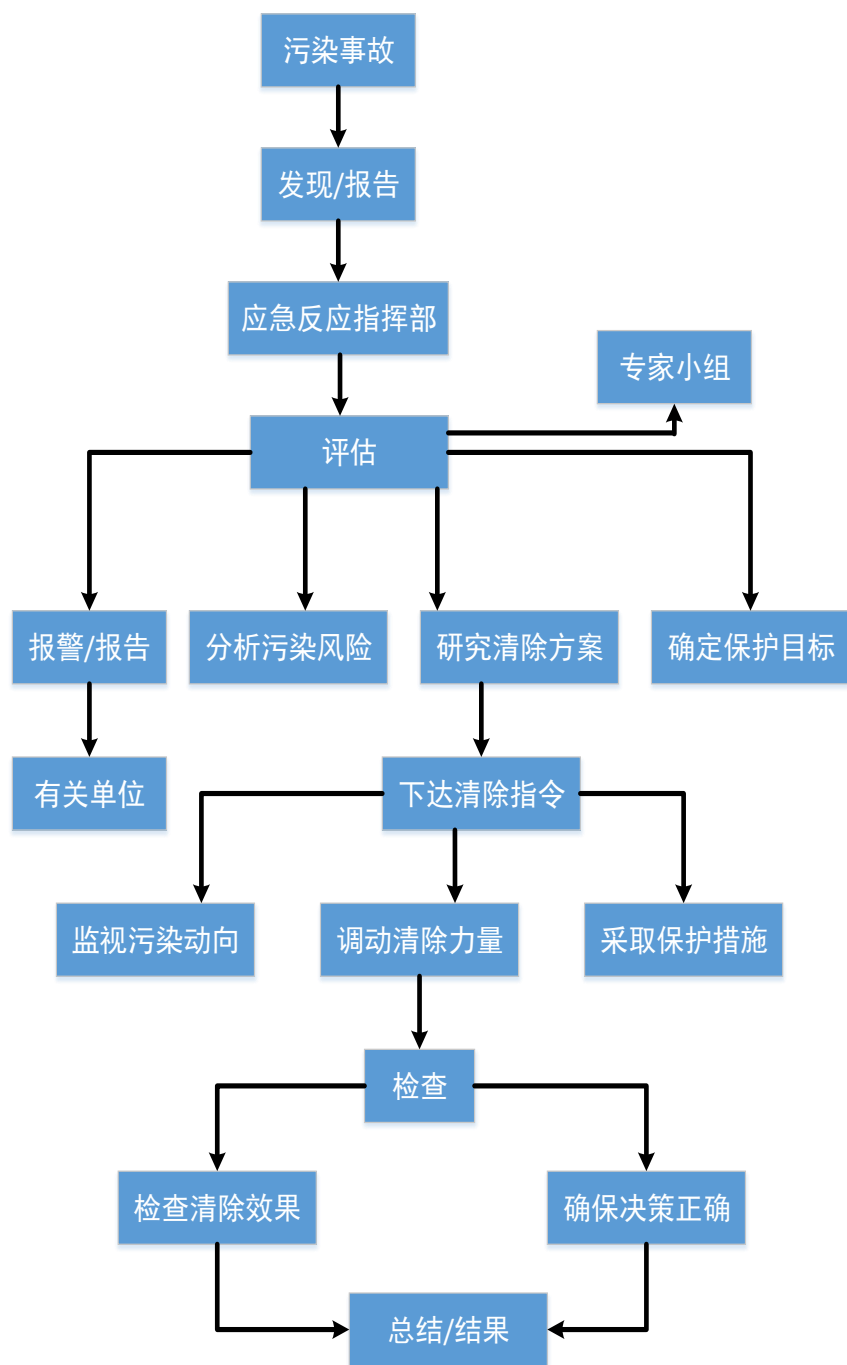 污染事故
发现/报告
应急反应指挥部
专家小组
评估
报警/报告
分析污染风险
研究清除方案
确定保护目标
有关单位
下达清除指令
监视污染动向
调动清除力量
采取保护措施
检查
检查清除效果
确保决策正确
总结/结果